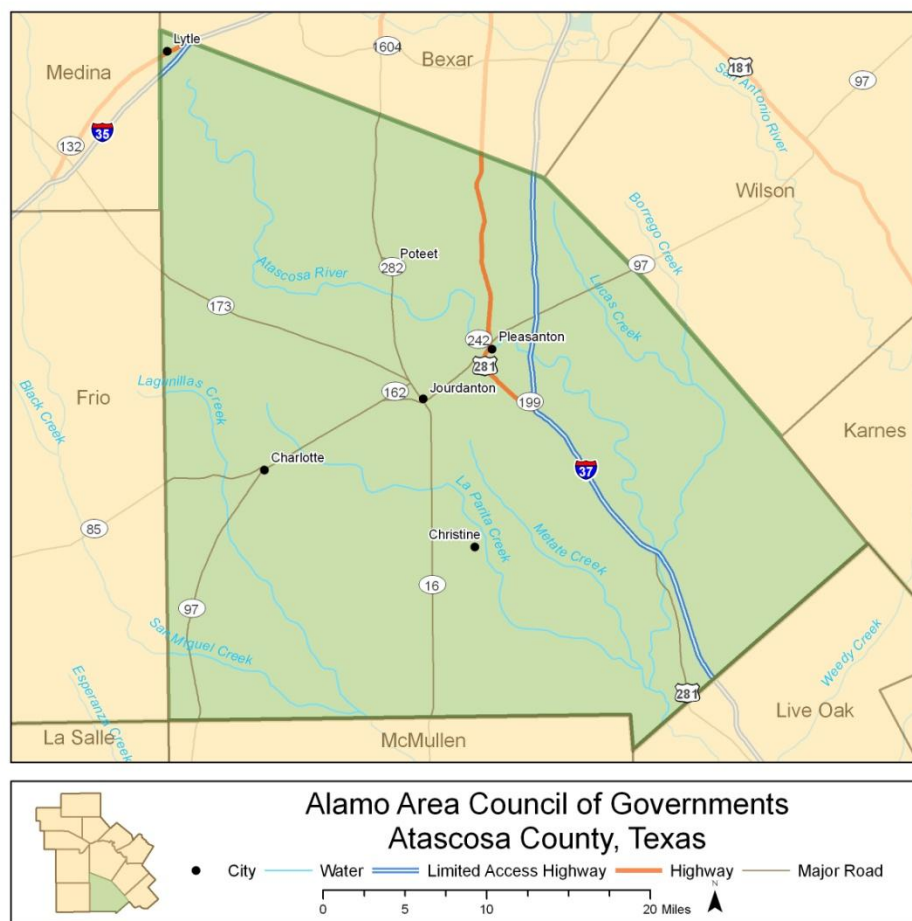 Lytle
1604
Bexar
Medina
181
97
San Antonio
River
35
132
Wilson
Borrego
Creek
Poteet
282
97
Atascosa
River
Lucas Creek
173
242
Pleasanton
281
Lagunillas
Creek
162
Jourdanton
199
Black Creek
Frio
Karnes
Charlotte
37
La Parita Creek
Metate Creek
85
Christine
16
97
San Miguel Creek
Weedy Creek
Esperanza
Creek
281
Live Oak
La Salle
McMullen
Alamo Area Council of Governments
Atascosa County, Texas
City Water Limited Access Highway Highway Major Road
N
0 5 10 20 Miles